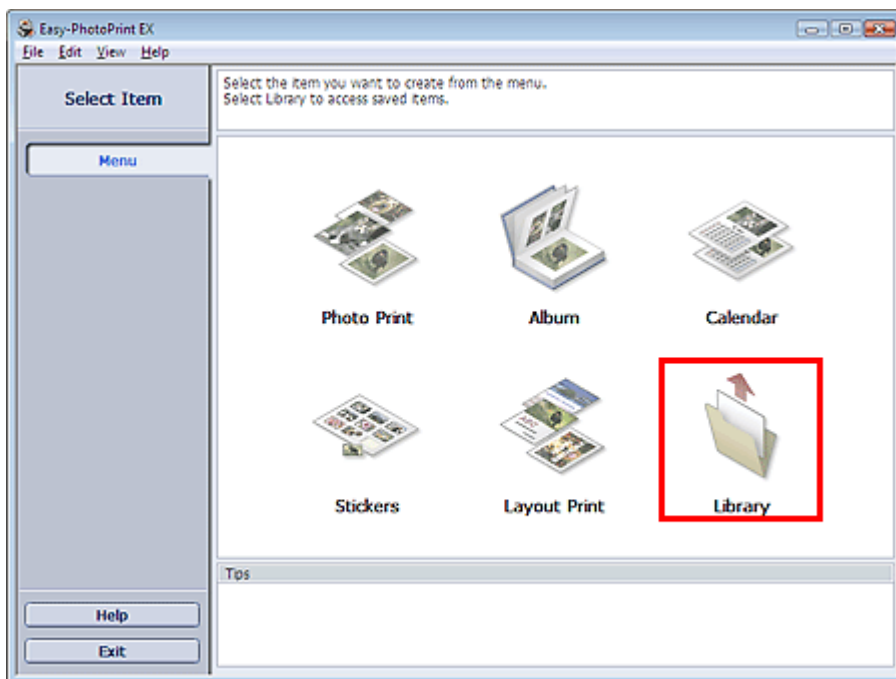 Easy-PhotoPrint EX
File Edit View Help
Select Item
Select the item you want to create from the menu.
Select Library to access saved items.
Menu
Photo Print
Album
Calendar
Stickers
Layout Print
Library
Tips
Help
Exit